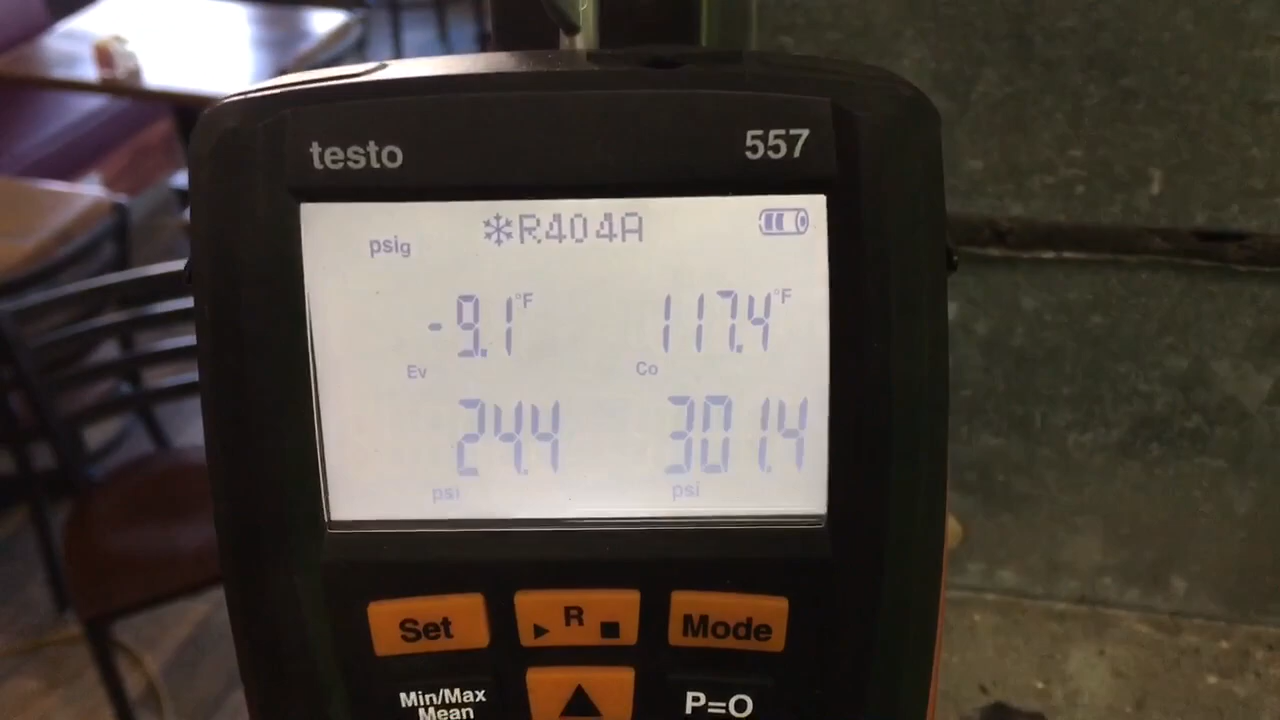 testo 557
psig ❄R404A
-9.1°F 117.4°F
Ev Co
24.4 301.4
psi psi
Set R Mode
Min/Max P=O
Mean